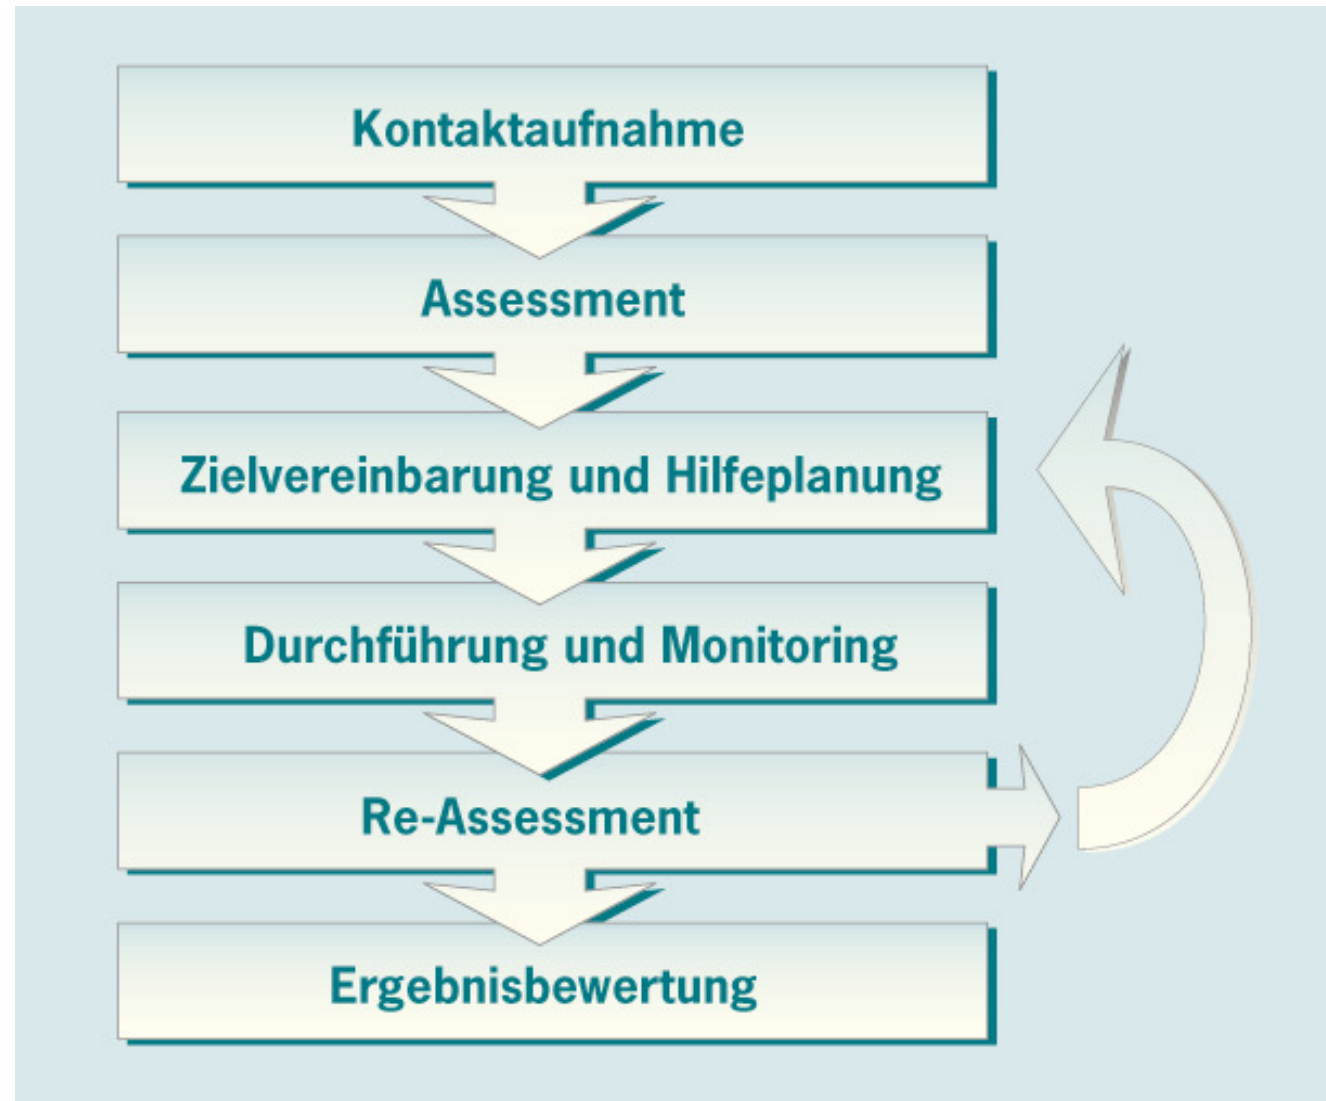 Kontaktaufnahme
Assessment
Zielvereinbarung und Hilfeplanung
Durchführung und Monitoring
Re-Assessment
Ergebnisbewertung